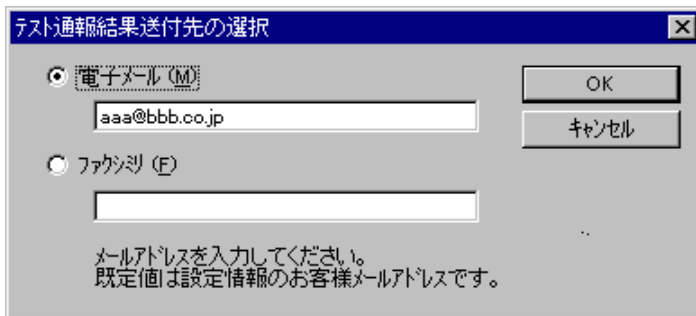 テスト通報結果送付先の選択
電子メール (M)
OK
aaa@bbb.co.jp
キャンセル
ファクシミリ (F)
メールアドレスを入力してください。
既定値は設定情報のお客様メールアドレスです。